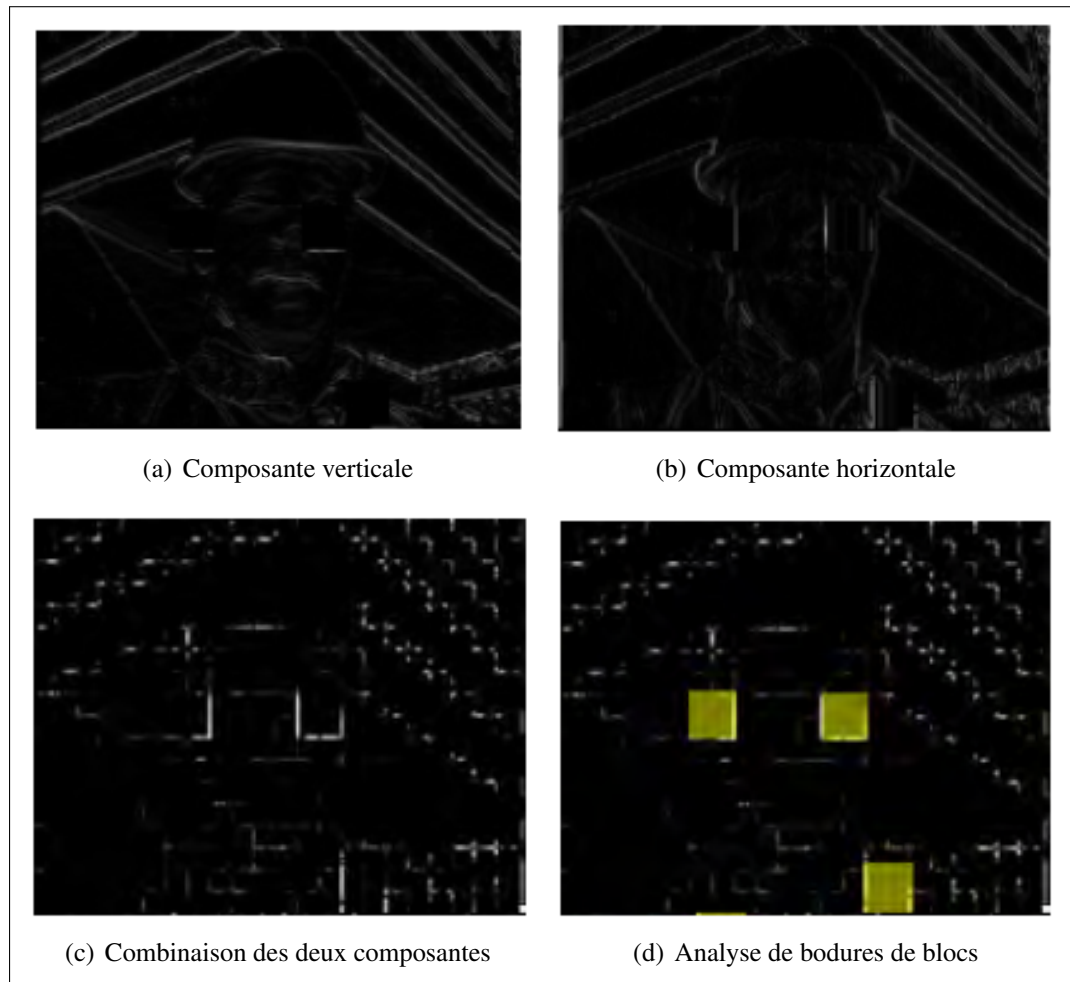 (a) Composante verticale
(b) Composante horizontale
(c) Combinaison des deux composantes
(d) Analyse de bodures de blocs